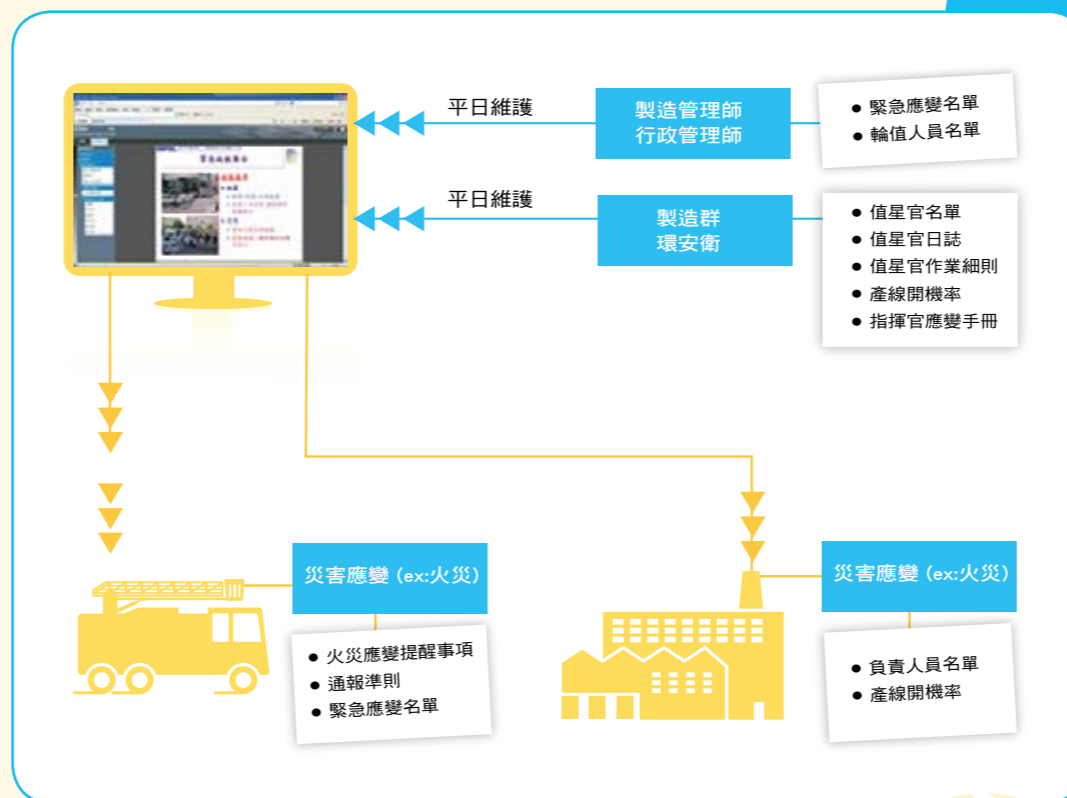 平日維護
製造管理師
行政管理師
● 緊急應變名單
● 輪值人員名單
平日維護
製造群
環安衛
● 值星官名單
● 值星官日誌
● 值星官作業細則
● 產線開機率
● 指揮官應變手冊
災害應變 (ex:火災)
● 火災應變提醒事項
● 通報準則
● 緊急應變名單
災害應變 (ex:火災)
● 負責人員名單
● 產線開機率